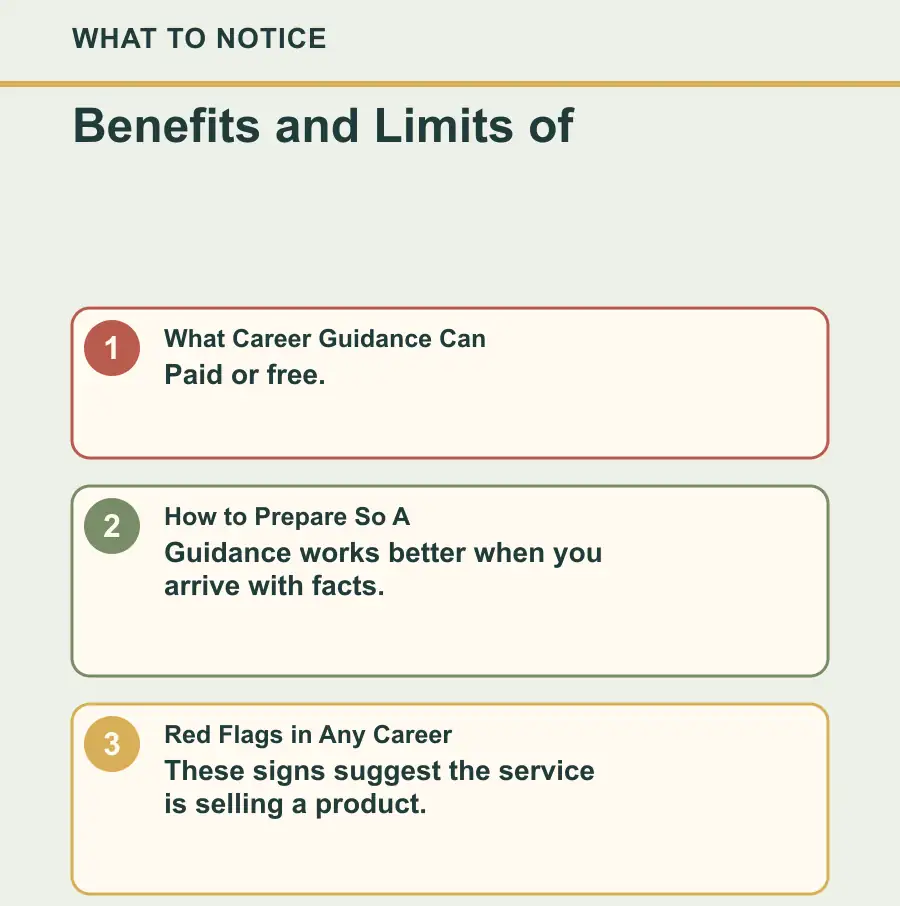 WHAT TO NOTICE
Benefits and Limits of
1
What Career Guidance Can
Paid or free.
2
How to Prepare So A
Guidance works better when you
arrive with facts.
3
Red Flags in Any Career
These signs suggest the service
is selling a product.